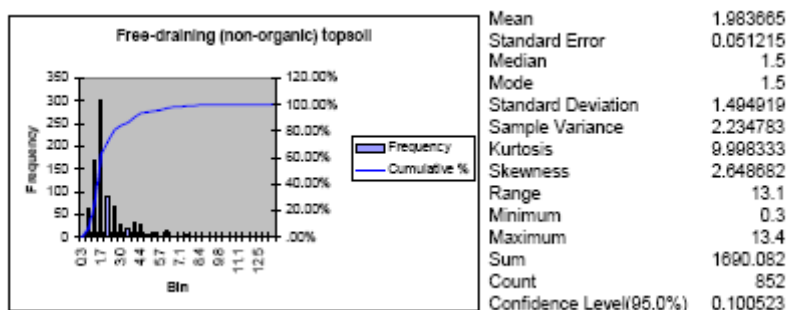 Free-draining (non-organic) topsoil
350
300
250
200
150
100
50
0
Frequency
120.00%
100.00%
80.00%
60.00%
40.00%
20.00%
.00%
0.3
1.7
3.0
4.4
5.7
7.1
8.4
9.8
11.1
12.5
Bin
Frequency
Cumulative %
Mean 1.983665
Standard Error 0.051215
Median 1.5
Mode 1.5
Standard Deviation 1.494919
Sample Variance 2.234783
Kurtosis 9.998333
Skewness 2.648682
Range 13.1
Minimum 0.3
Maximum 13.4
Sum 1690.082
Count 852
Confidence Level(95.0%) 0.100523